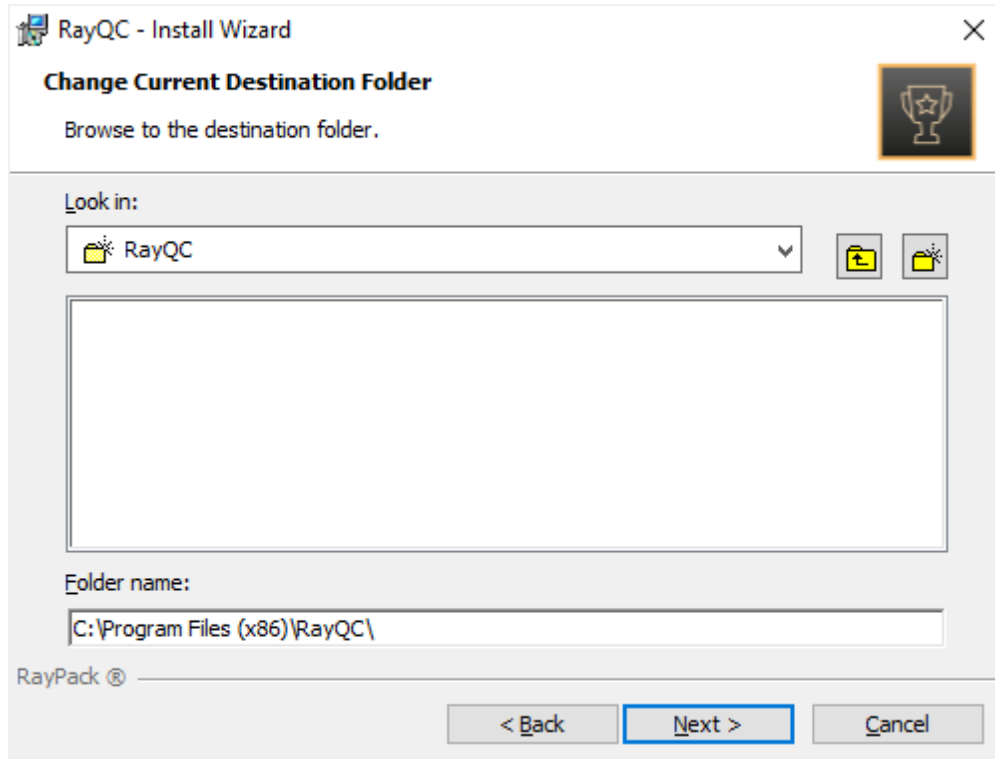 RayQC - Install Wizard
Change Current Destination Folder
Browse to the destination folder.
Look in:
RayQC
Folder name:
C:\Program Files (x86)\RayQC\
RayPack ®
< Back Next > Cancel